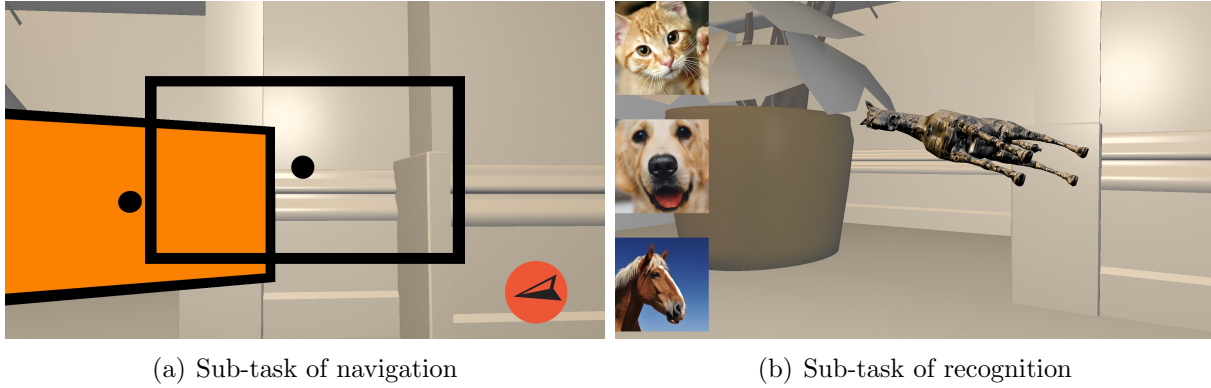 (a) Sub-task of navigation
(b) Sub-task of recognition